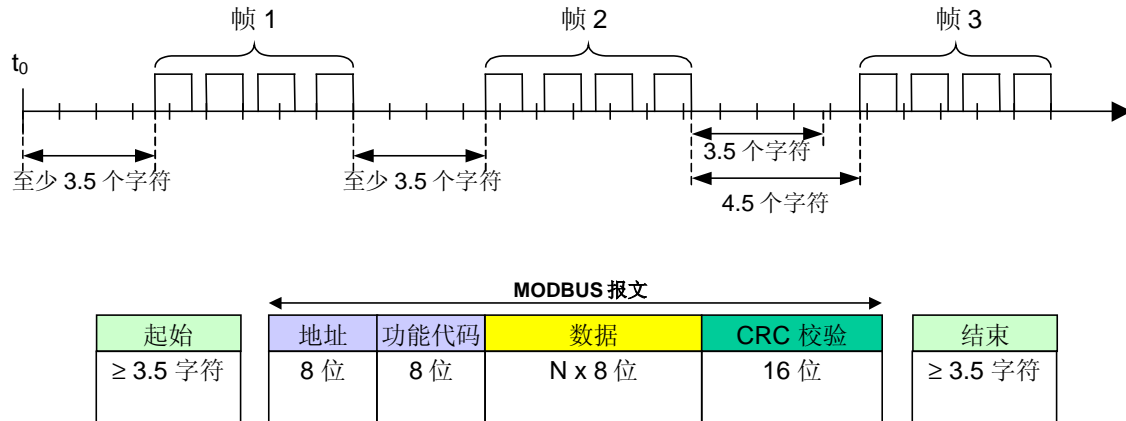 帧 1
帧 2
帧 3
t0
至少 3.5 个字符
至少 3.5 个字符
3.5 个字符
4.5 个字符
MODBUS 报文
起始
地址
功能代码
数据
CRC 校验
结束
≥ 3.5 字符
8 位
8 位
N x 8 位
16 位
≥ 3.5 字符